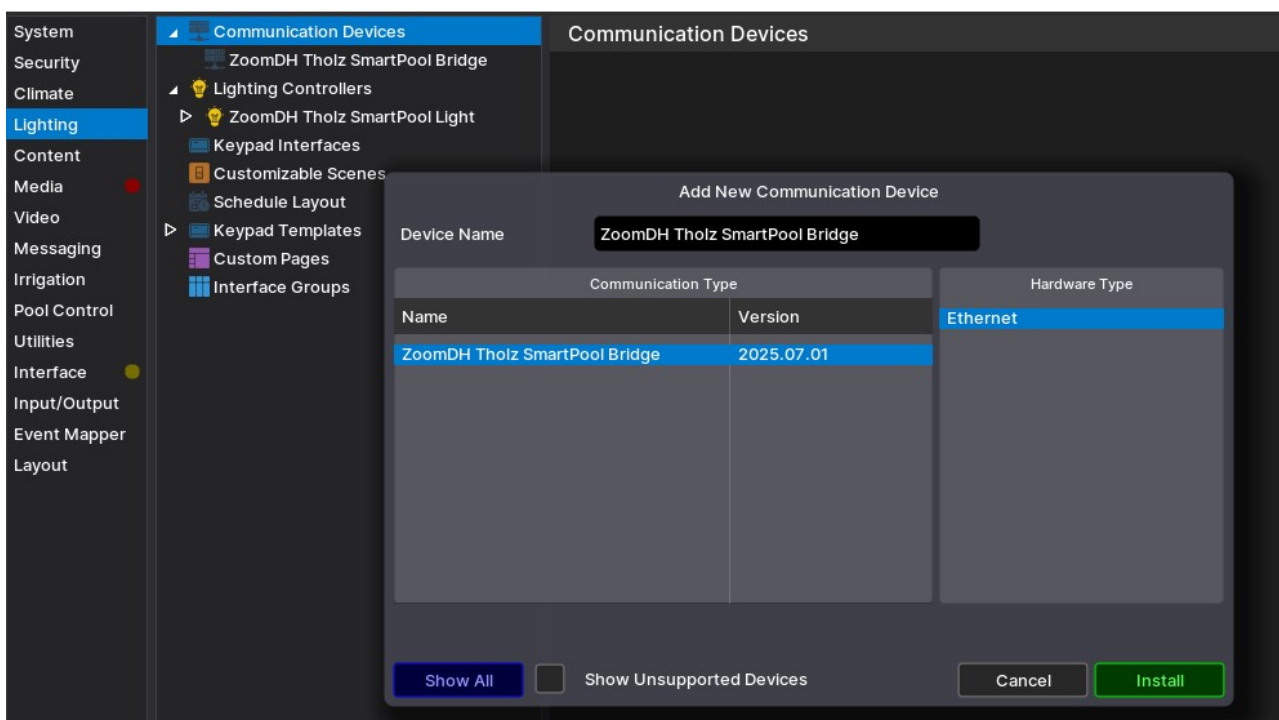 System
Security
Climate
Lighting
Content
Media
Video
Messaging
Irrigation
Pool Control
Utilities
Interface
Input/Output
Event Mapper
Layout
Communication Devices
ZoomDH Tholz SmartPool Bridge
Lighting Controllers
ZoomDH Tholz SmartPool Light
Keypad Interfaces
Customizable Scenes
Schedule Layout
Keypad Templates
Custom Pages
Interface Groups
Communication Devices
Add New Communication Device
Device Name ZoomDH Tholz SmartPool Bridge
Communication Type Hardware Type
Name Version Ethernet
ZoomDH Tholz SmartPool Bridge 2025.07.01
Show All Show Unsupported Devices Cancel Install